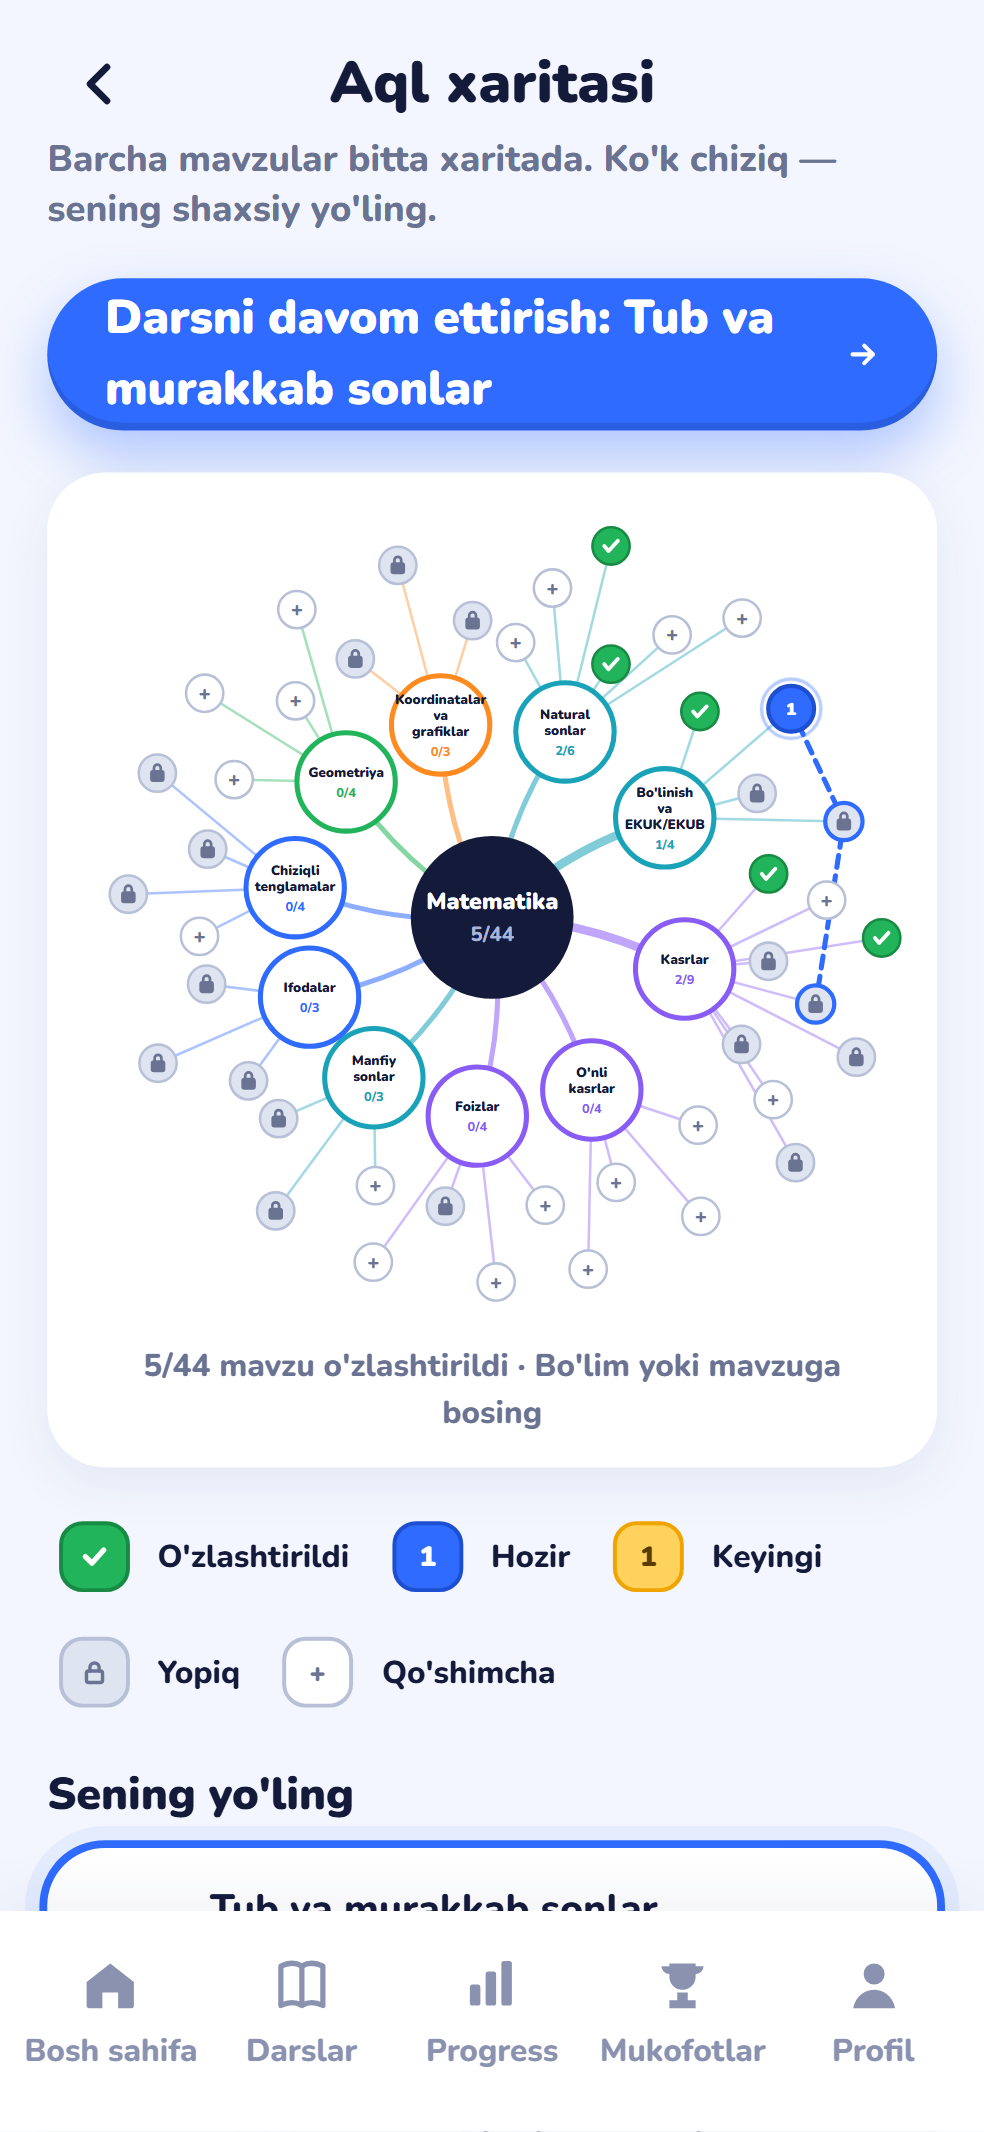 Aql xaritasi
Barcha mavzular bitta xaritada. Ko'k chiziq —
sening shaxsiy yo'ling.
Darsni davom ettirish: Tub va
murakkab sonlar
Koordinatalar
va
grafiklar
0/3
Natural
sonlar
2/6
1
Geometriya
0/4
Bo'linish
va
EKUK/EKUB
1/4
Chiziqli
tenglamalar
0/4
Matematika
5/44
Kasrlar
2/9
Ifodalar
0/3
Manfiy
sonlar
0/3
Foizlar
0/4
O'nli
kasrlar
0/4
5/44 mavzu o'zlashtirildi · Bo'lim yoki mavzuga
bosing
O'zlashtirildi
1 Hozir
1 Keyingi
Yopiq
+ Qo'shimcha
Sening yo'ling
Tub va murakkab sonlar
Bosh sahifa
Darslar
Progress
Mukofotlar
Profil